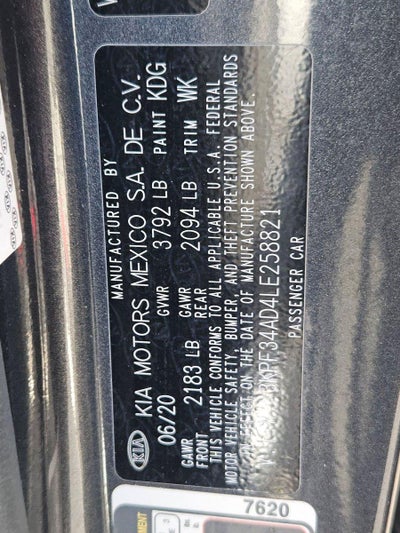 MANUFACTURED BY
KIA KIA MOTORS MEXICO S.A. DE C.V.
06/20 GVWR 3792 LB PAINT KDG
GAWR FRONT 2183 LB GAWR REAR 2094 LB TRIM WK
THIS VEHICLE CONFORMS TO ALL APPLICABLE U.S.A. FEDERAL
MOTOR VEHICLE SAFETY, BUMPER, AND THEFT PREVENTION STANDARDS
IN EFFECT ON THE DATE OF MANUFACTURE SHOWN ABOVE.
PF34AD4LE258821
PASSENGER CAR
7620